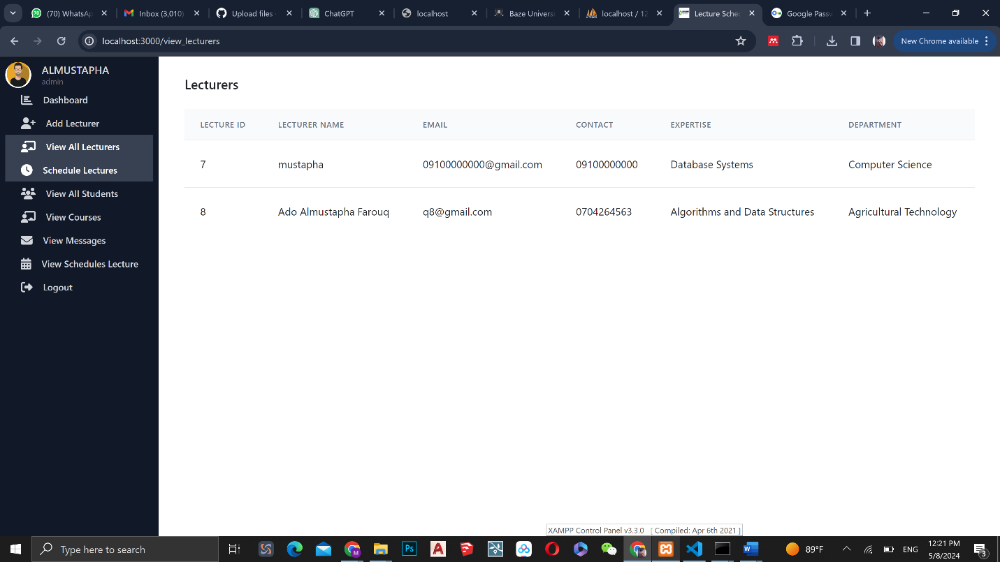 (70) WhatsAp
Inbox (3,010)
Upload files
ChatGPT
localhost
Baze Universi
localhost / 12
Lecture Sched
Google Passw
localhost:3000/view_lecturers
New Chrome available
ALMUSTAPHA
admin
Dashboard
Add Lecturer
View All Lecturers
Schedule Lectures
View All Students
View Courses
View Messages
View Schedules Lecture
Logout
Lecturers
LECTURE ID LECTURER NAME EMAIL CONTACT EXPERTISE DEPARTMENT
7 mustapha 09100000000@gmail.com 09100000000 Database Systems Computer Science
8 Ado Almustapha Farouq q8@gmail.com 0704264563 Algorithms and Data Structures Agricultural Technology
XAMPP Control Panel v3.3.0 [ Compiled: Apr 6th 2021 ]
Type here to search
89°F
ENG
12:21 PM
5/8/2024
3